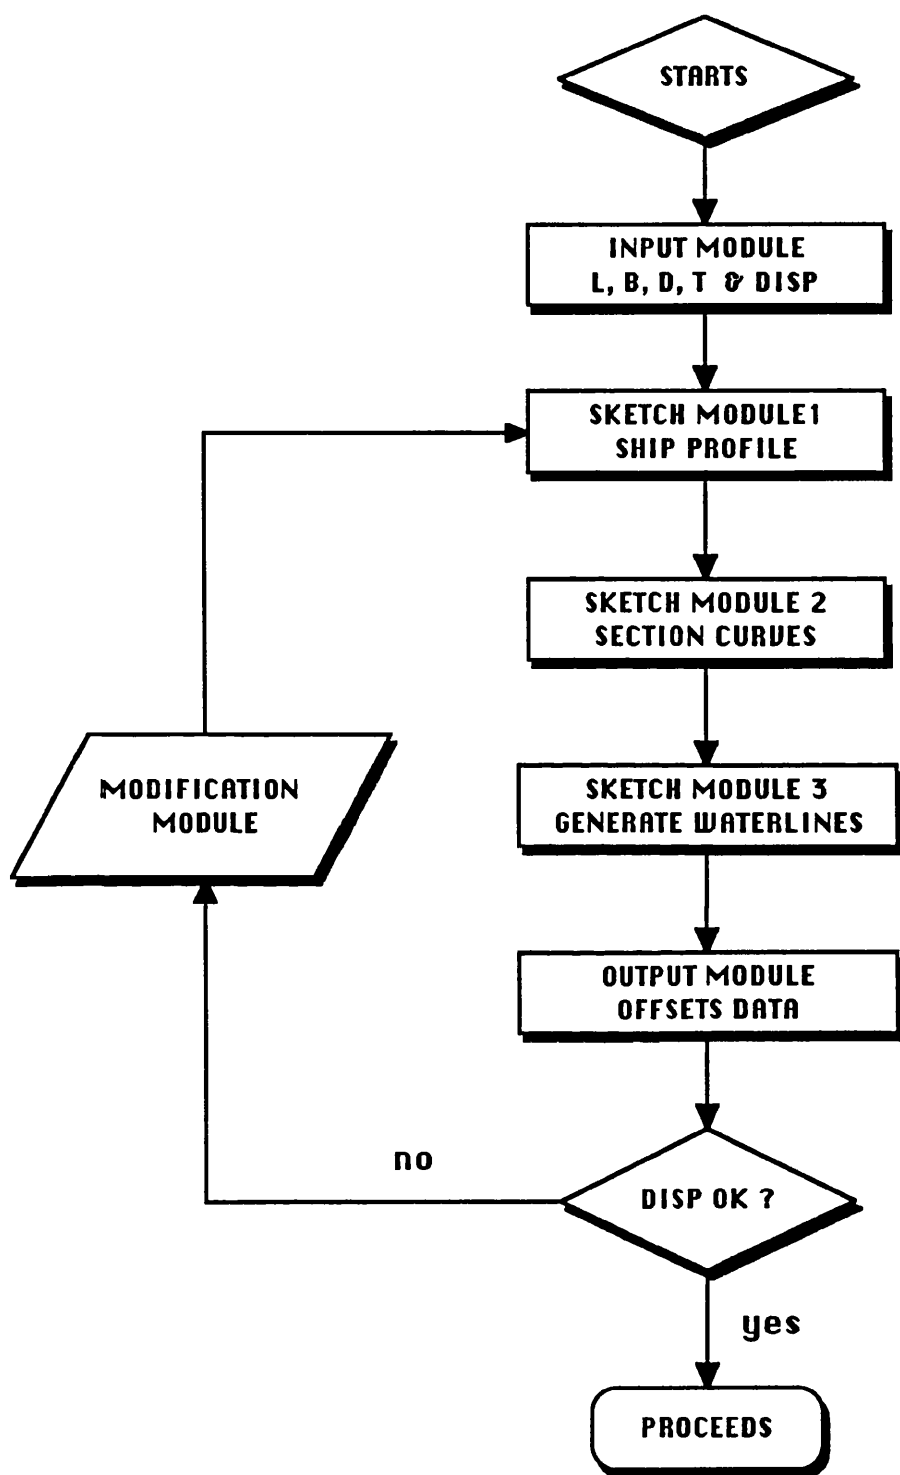 STARTS
INPUT MODULE
L, B, D, T & DISP
SKETCH MODULE1
SHIP PROFILE
SKETCH MODULE 2
SECTION CURVES
MODIFICATION
MODULE
SKETCH MODULE 3
GENERATE WATERLINES
OUTPUT MODULE
OFFSETS DATA
no
DISP OK ?
yes
PROCEEDS